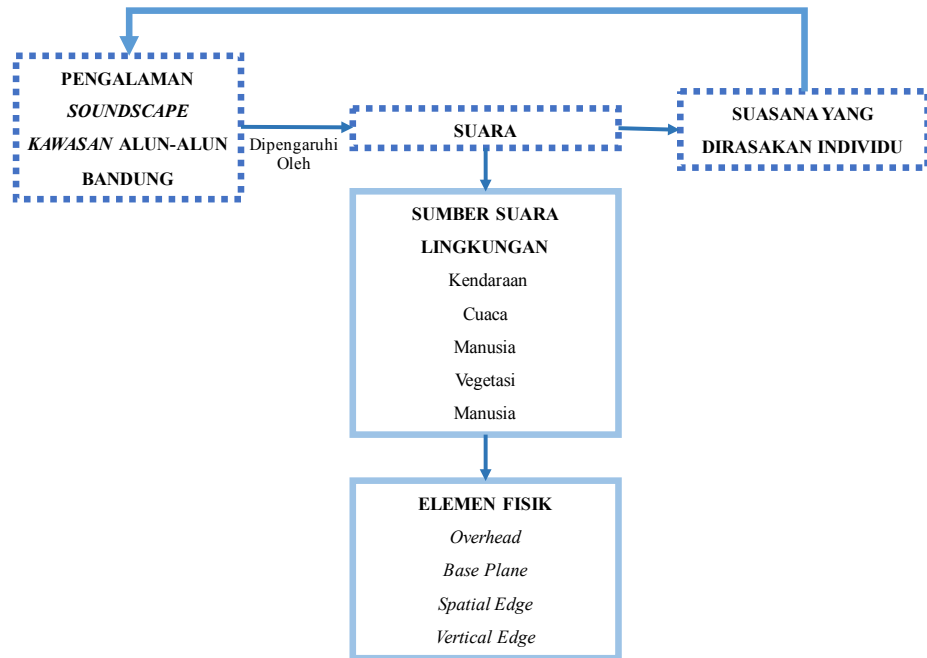 PENGALAMAN
SOUNDSCAPE
KAWASAN ALUN-ALUN
BANDUNG
Dipengaruhi
Oleh
SUARA
SUASANA YANG
DIRASAKAN INDIVIDU
SUMBER SUARA
LINGKUNGAN
Kendaraan
Cuaca
Manusia
Vegetasi
Manusia
ELEMEN FISIK
Overhead
Base Plane
Spatial Edge
Vertical Edge